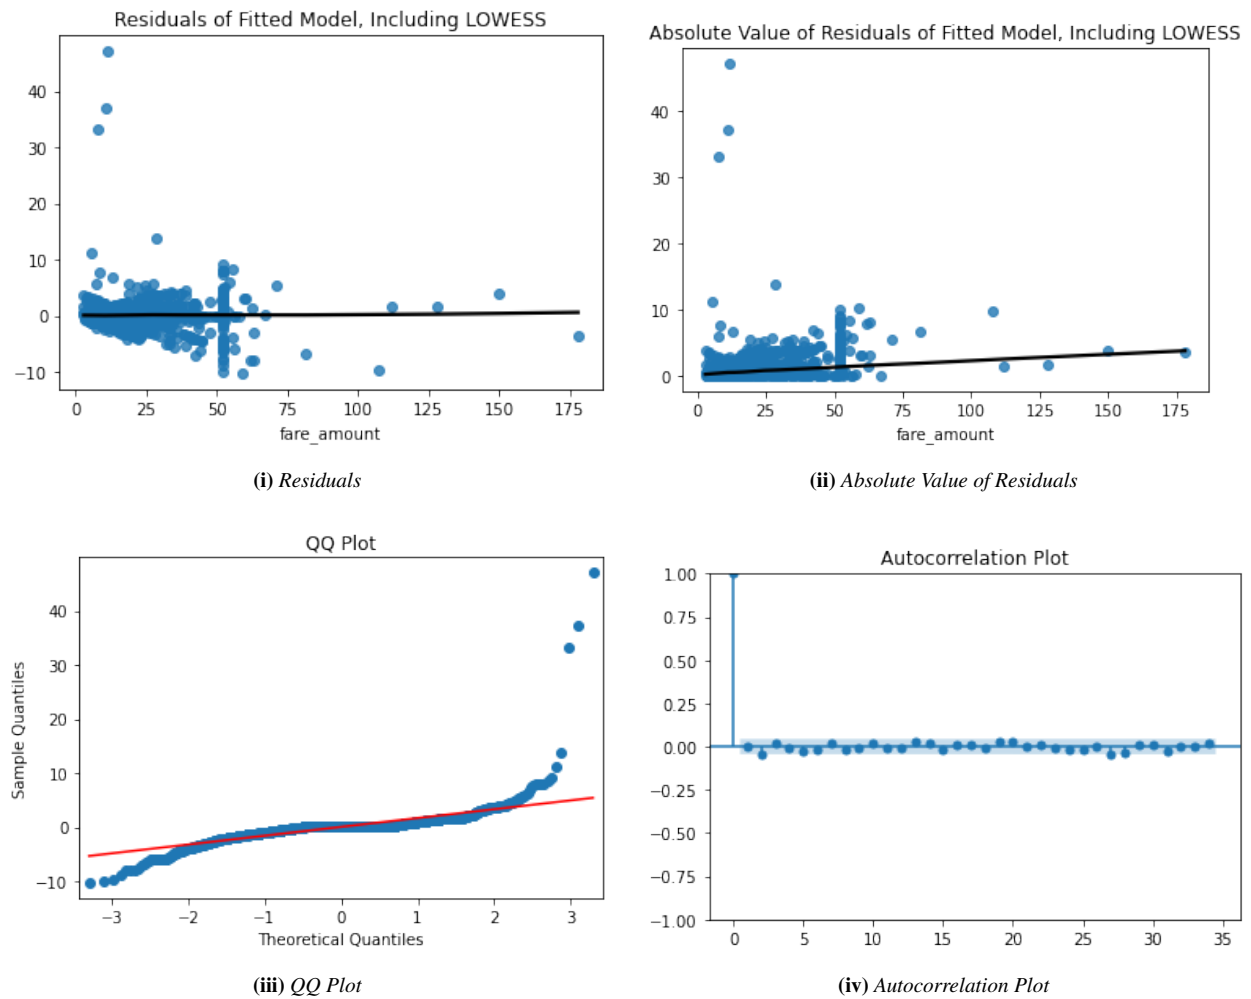 Residuals of Fitted Model, Including LOWESS
40
30
20
10
0
−10
0 25 50 75 100 125 150 175
fare_amount
(i) Residuals
Absolute Value of Residuals of Fitted Model, Including LOWESS
40
30
20
10
0
0 25 50 75 100 125 150 175
fare_amount
(ii) Absolute Value of Residuals
QQ Plot
Sample Quantiles
40
30
20
10
0
−10
−3 −2 −1 0 1 2 3
Theoretical Quantiles
(iii) QQ Plot
Autocorrelation Plot
1.00
0.75
0.50
0.25
0.00
−0.25
−0.50
−0.75
−1.00
0 5 10 15 20 25 30 35
(iv) Autocorrelation Plot